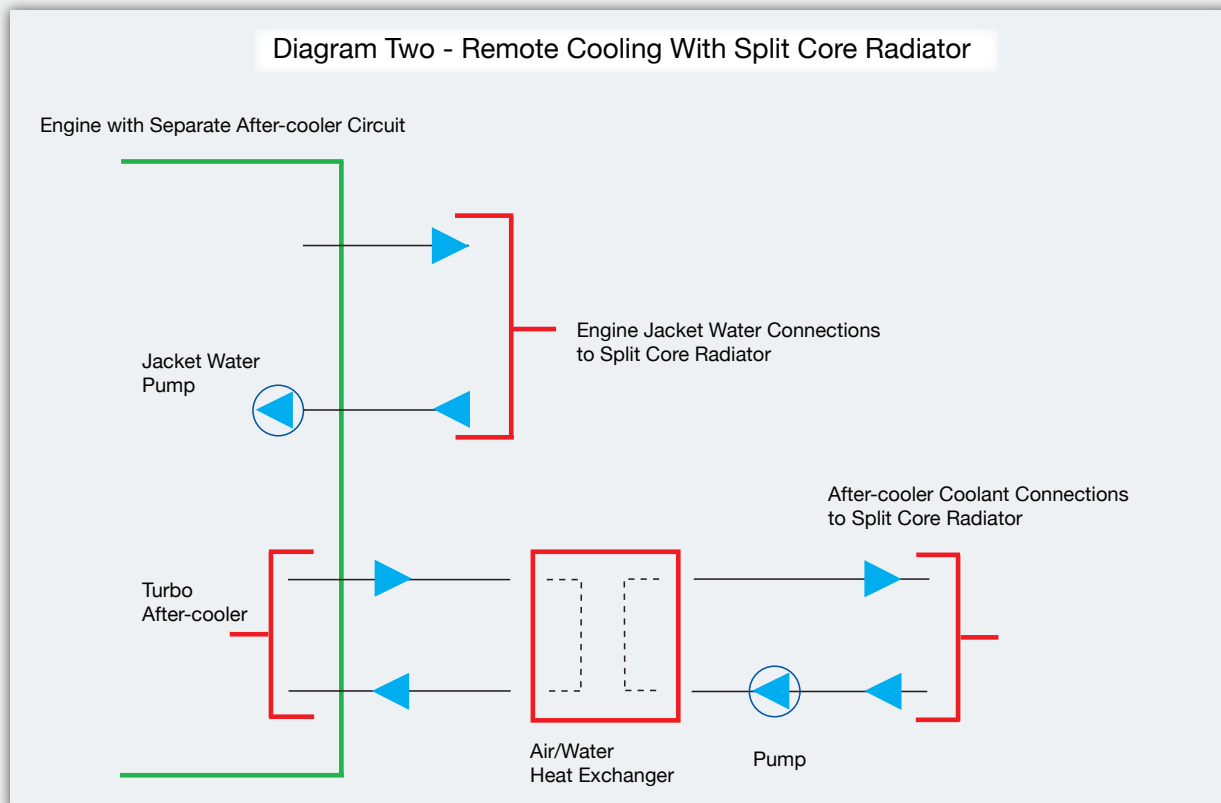 Diagram Two - Remote Cooling With Split Core Radiator
Engine with Separate After-cooler Circuit
Engine Jacket Water Connections
to Split Core Radiator
Jacket Water
Pump
After-cooler Coolant Connections
to Split Core Radiator
Turbo
After-cooler
Air/Water
Heat Exchanger
Pump